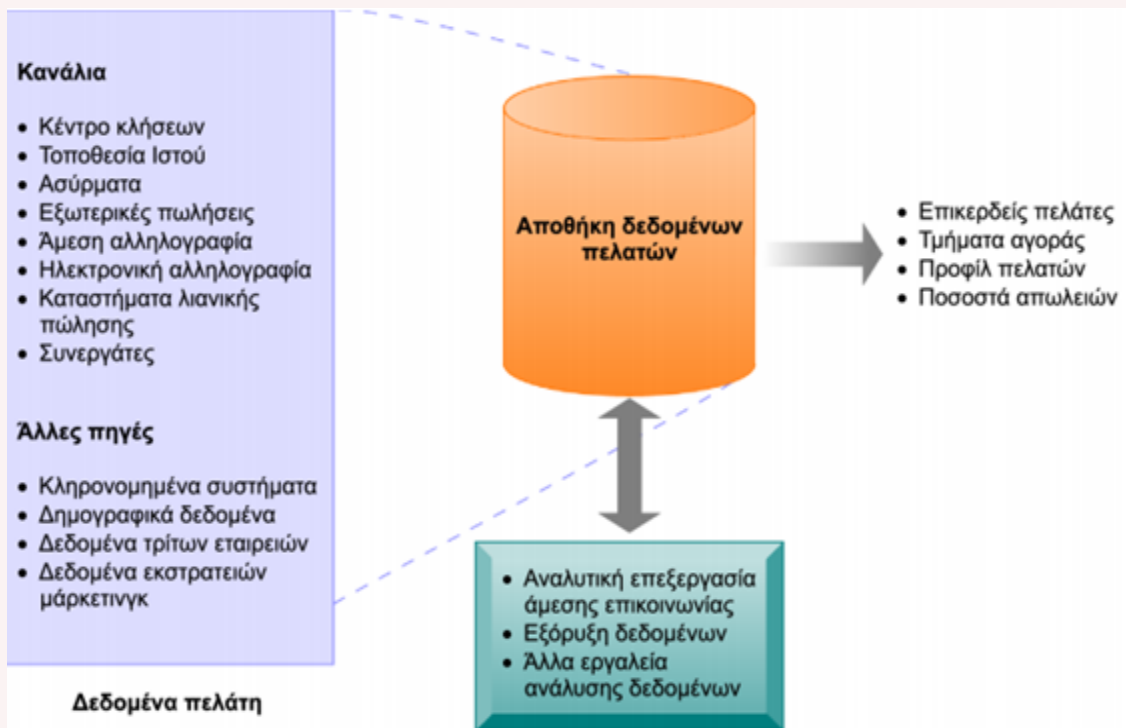 Κανάλια
• Κέντρο κλήσεων
• Τοποθεσία Ιστού
• Ασύρματα
• Εξωτερικές πωλήσεις
• Άμεση αλληλογραφία
• Ηλεκτρονική αλληλογραφία
• Καταστήματα λιανικής
πώλησης
• Συνεργάτες
Άλλες πηγές
• Κληρονομημένα συστήματα
• Δημογραφικά δεδομένα
• Δεδομένα τρίτων εταιρειών
• Δεδομένα εκστρατειών
μάρκετινγκ
Δεδομένα πελάτη
Αποθήκη δεδομένων
πελατών
• Επικερδείς πελάτες
• Τμήματα αγοράς
• Προφίλ πελατών
• Ποσοστά απωλειών
• Αναλυτική επεξεργασία
άμεσης επικοινωνίας
• Εξόρυξη δεδομένων
• Άλλα εργαλεία
ανάλυσης δεδομένων